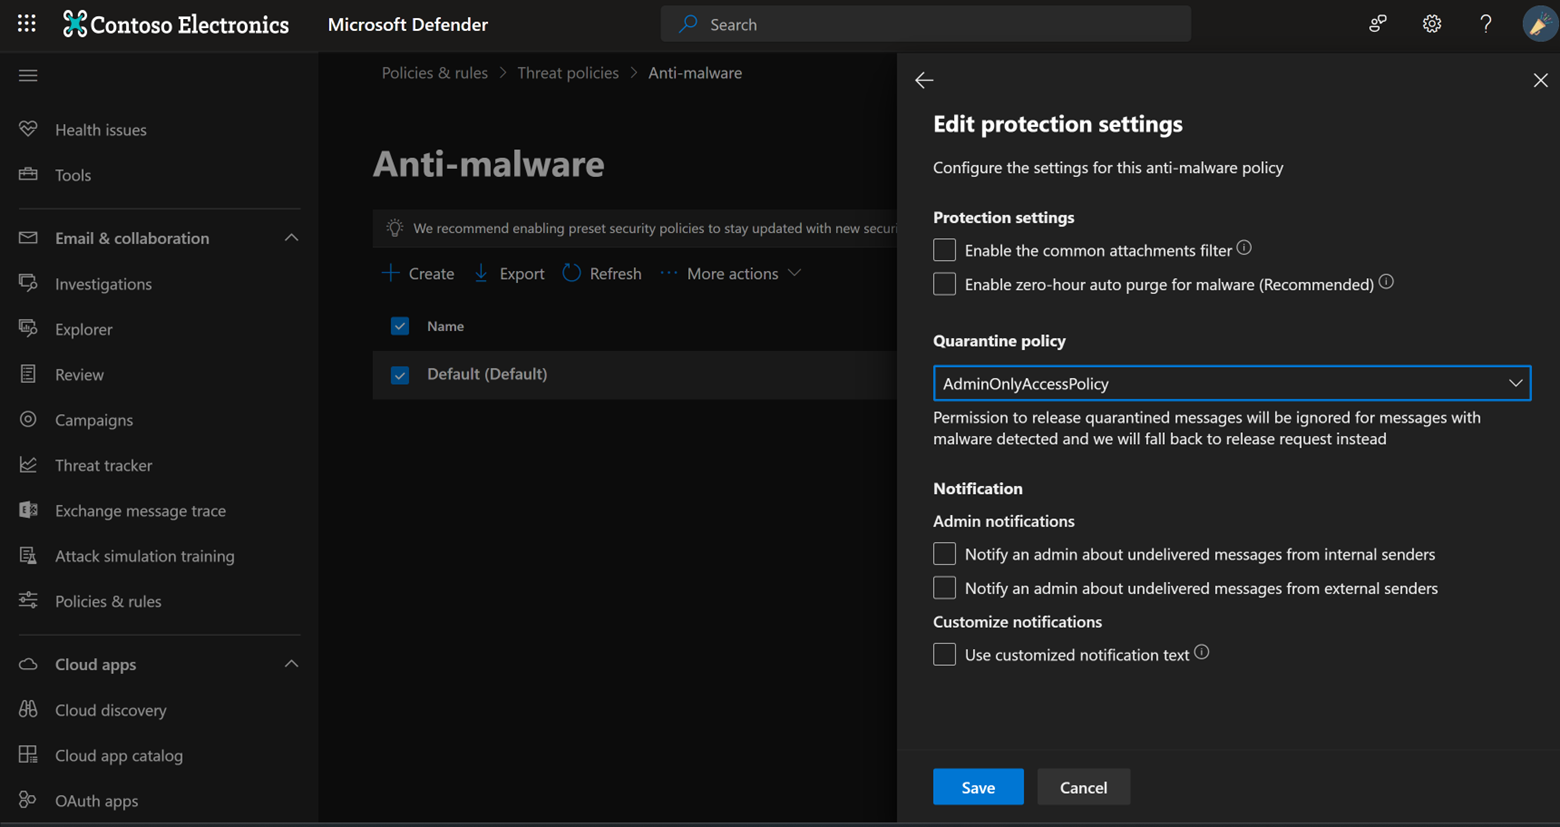 Contoso Electronics
Microsoft Defender
Search
Health issues
Tools
Email & collaboration
Investigations
Explorer
Review
Campaigns
Threat tracker
Exchange message trace
Attack simulation training
Policies & rules
Cloud apps
Cloud discovery
Cloud app catalog
OAuth apps
Policies & rules > Threat policies > Anti-malware
Anti-malware
We recommend enabling preset security policies to stay updated with new securi
Create
Export
Refresh
More actions
Name
Default (Default)
Edit protection settings
Configure the settings for this anti-malware policy
Protection settings
Enable the common attachments filter
Enable zero-hour auto purge for malware (Recommended)
Quarantine policy
AdminOnlyAccessPolicy
Permission to release quarantined messages will be ignored for messages with
malware detected and we will fall back to release request instead
Notification
Admin notifications
Notify an admin about undelivered messages from internal senders
Notify an admin about undelivered messages from external senders
Customize notifications
Use customized notification text
Save
Cancel